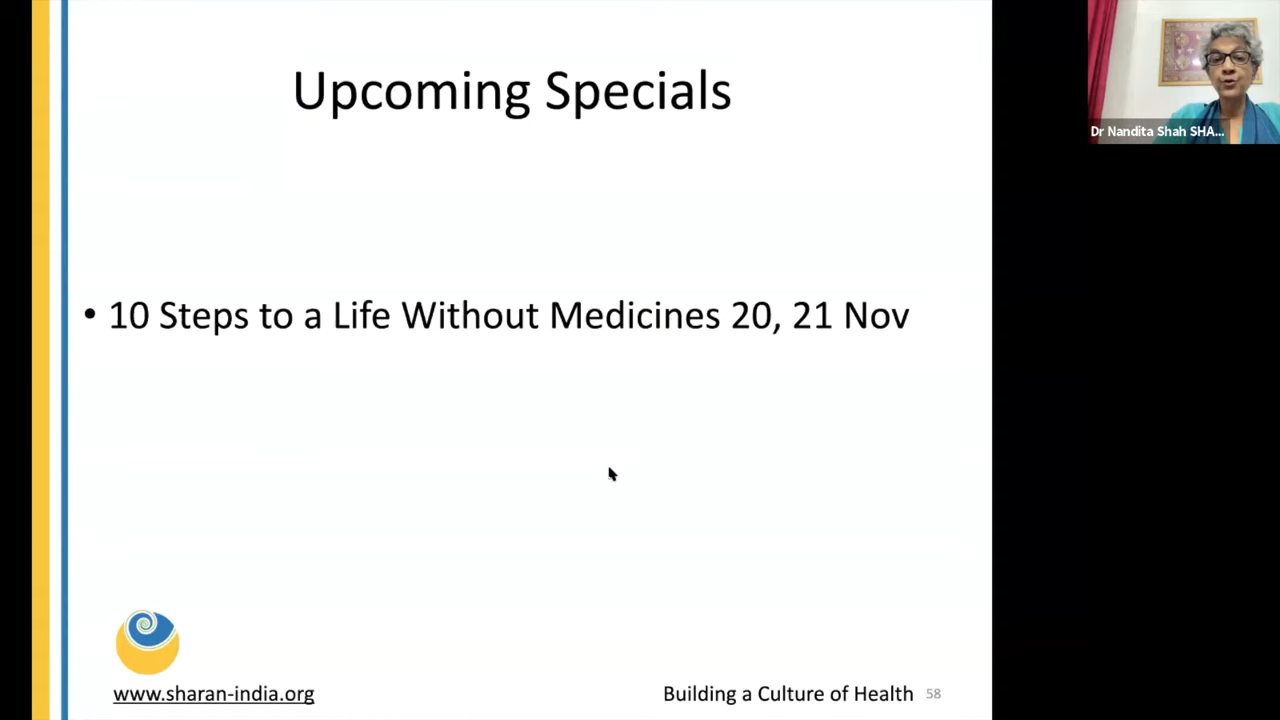 Upcoming Specials
Dr Nandita Shah SHA...
• 10 Steps to a Life Without Medicines 20, 21 Nov
www.sharan-india.org
Building a Culture of Health 58